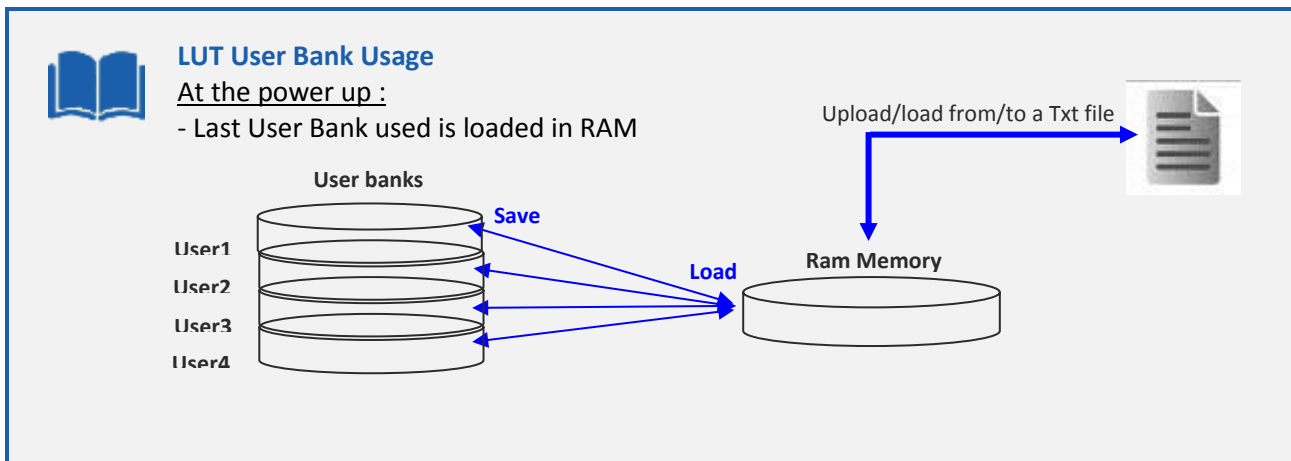 LUT User Bank Usage
At the power up :
- Last User Bank used is loaded in RAM
Upload/load from/to a Txt file
User banks
Save
User1
Load
Ram Memory
User2
User3
User4